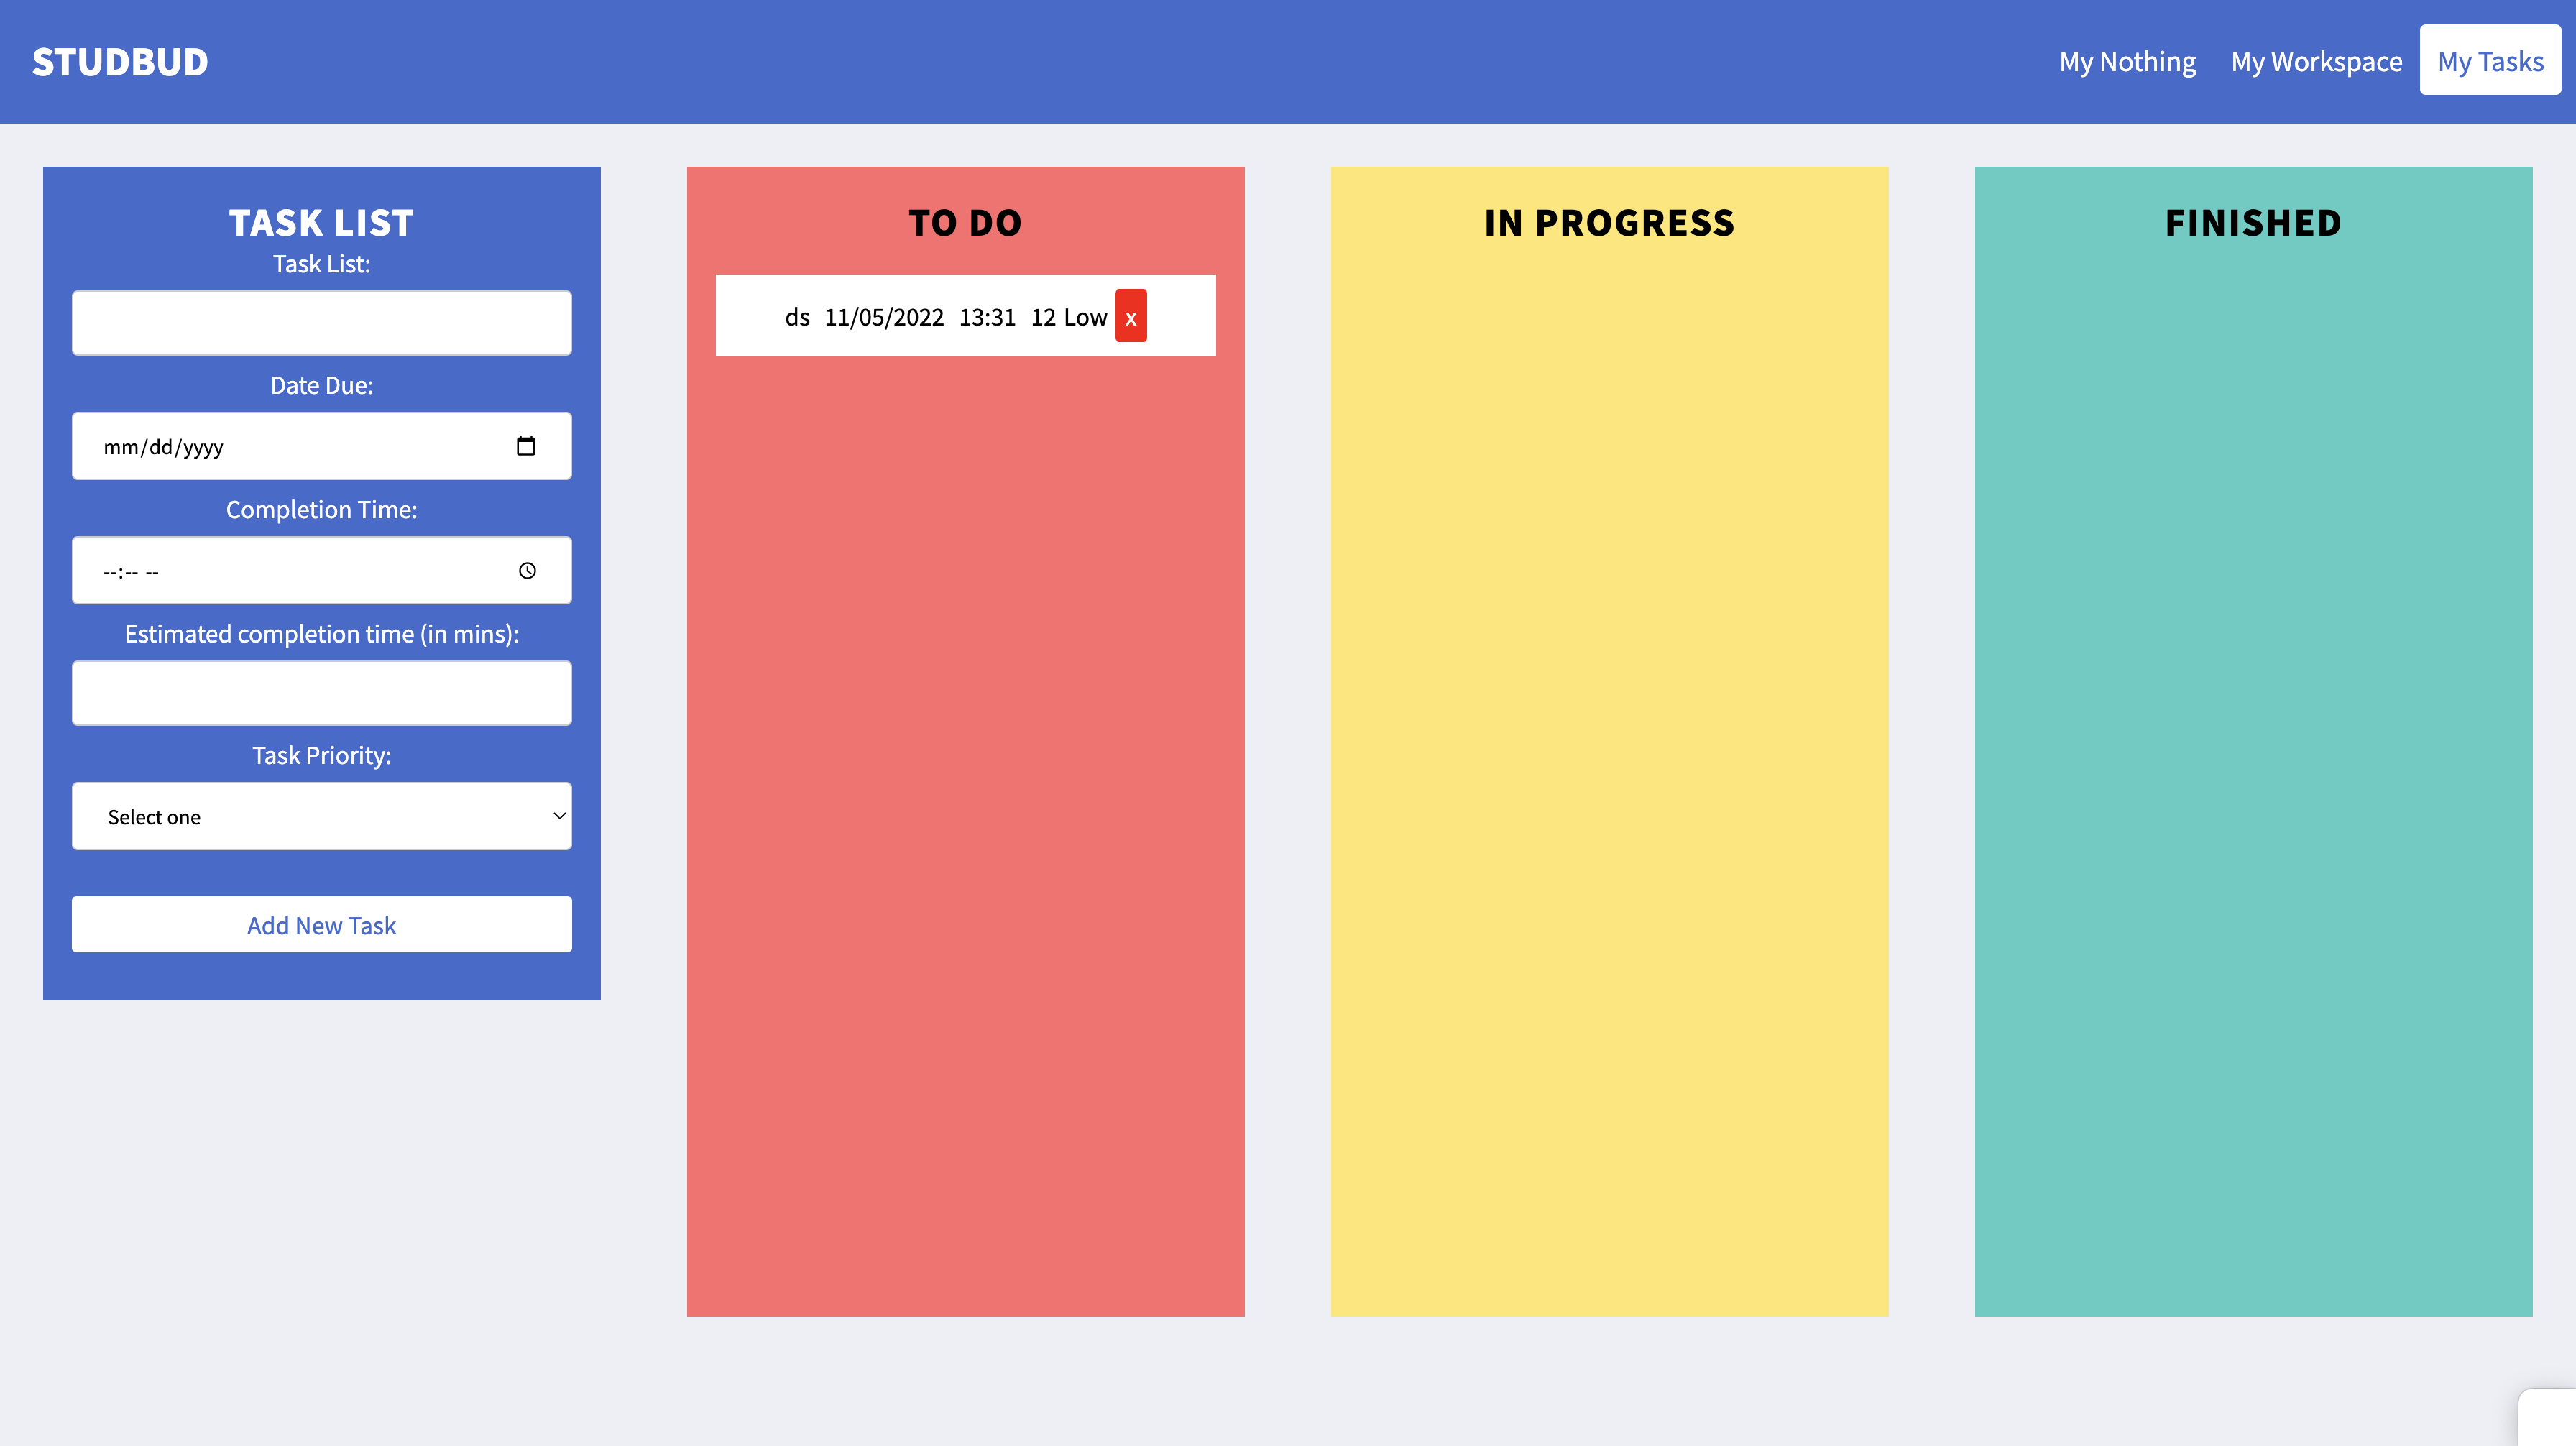 STUDBUD
My Nothing
My Workspace
My Tasks
TASK LIST
Task List:
Date Due:
mm/dd/yyyy
Completion Time:
--:-- --
Estimated completion time (in mins):
Task Priority:
Select one
Add New Task
TO DO
ds 11/05/2022 13:31 12 Low x
IN PROGRESS
FINISHED